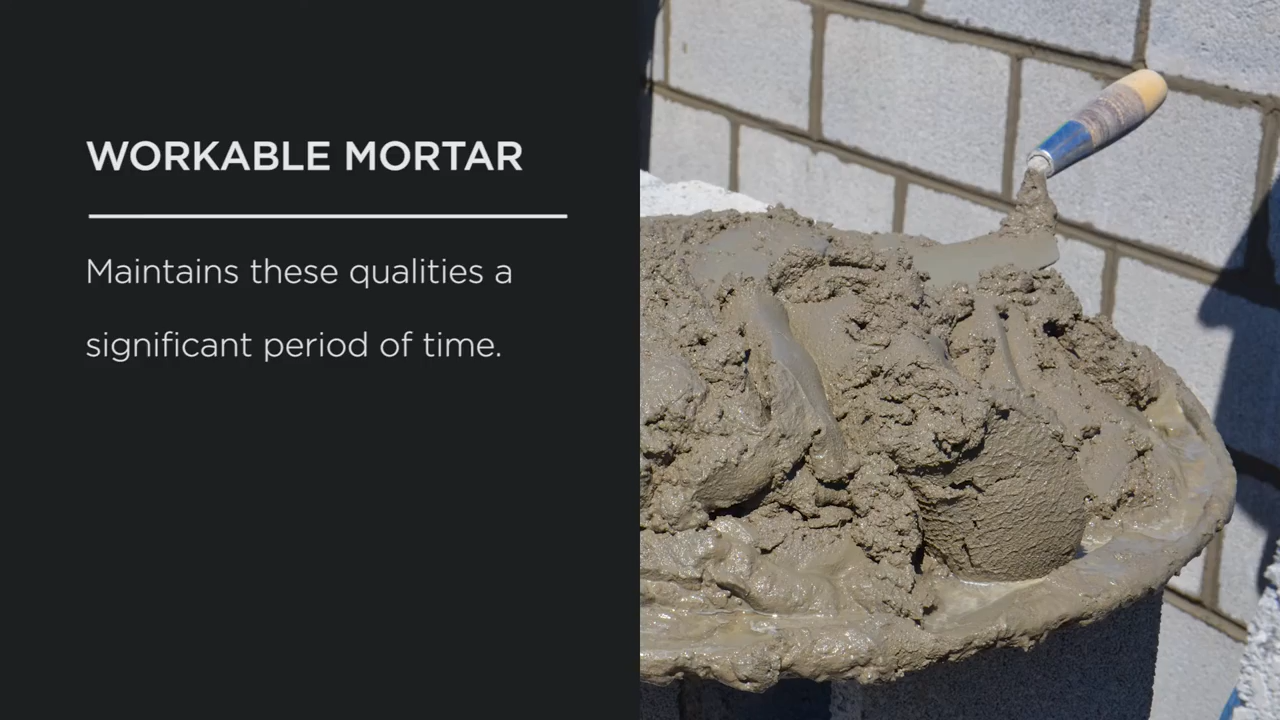 WORKABLE MORTAR
Maintains these qualities a
significant period of time.